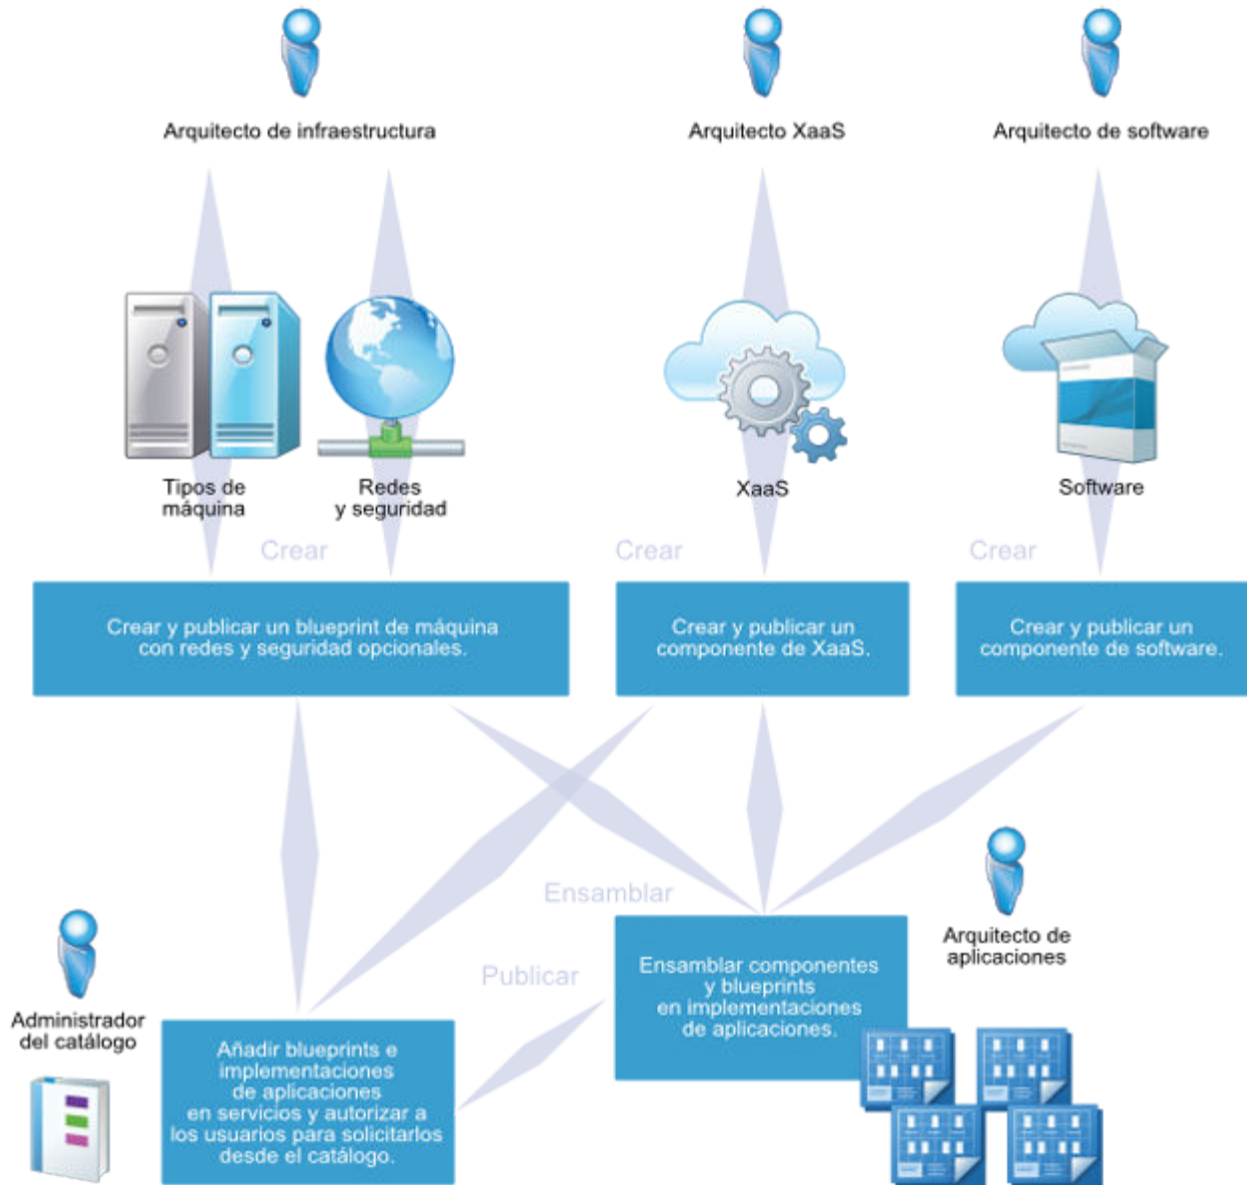 Arquitecto de infraestructura
Arquitecto XaaS
Arquitecto de software
Tipos de
máquina
Redes
y seguridad
XaaS
Software
Crear
Crear
Crear
Crear y publicar un blueprint de máquina
con redes y seguridad opcionales.
Crear y publicar un
componente de XaaS.
Crear y publicar un
componente de software.
Ensamblar
Publicar
Ensamblar componentes
y blueprints
en implementaciones
de aplicaciones.
Arquitecto de
aplicaciones
Administrador
del catálogo
Añadir blueprints e
implementaciones
de aplicaciones
en servicios y autorizar a
los usuarios para solicitarlos
desde el catálogo.